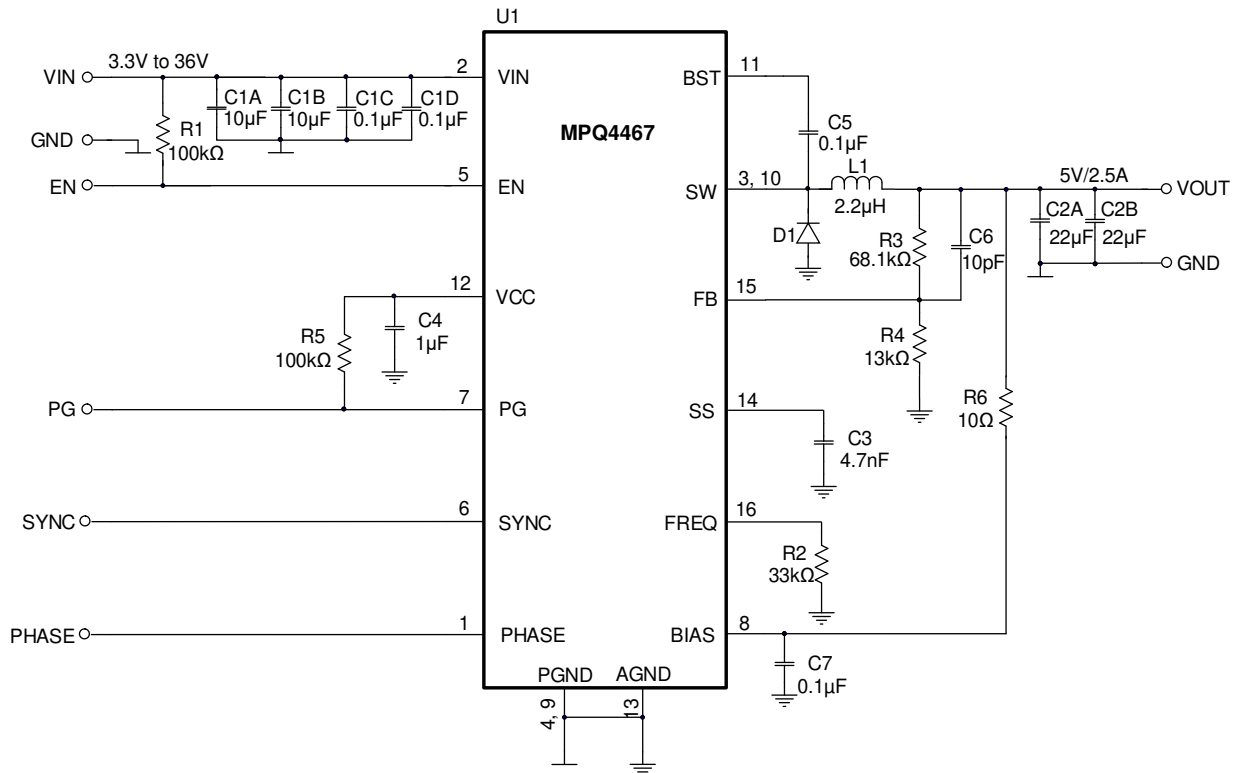 U1
MPQ4467
VIN
3.3V to 36V
2
VIN
C1A
10μF
C1B
10μF
C1C
0.1μF
C1D
0.1μF
GND
R1
100kΩ
EN
5
EN
12
VCC
C4
1μF
R5
100kΩ
PG
7
PG
SYNC
6
SYNC
PHASE
1
PHASE
BST
11
C5
0.1μF
SW
3, 10
L1
2.2μH
D1
5V/2.5A
VOUT
R3
68.1kΩ
C6
10pF
C2A
22μF
C2B
22μF
GND
FB
15
R4
13kΩ
R6
10Ω
SS
14
C3
4.7nF
FREQ
16
R2
33kΩ
BIAS
8
C7
0.1μF
PGND
AGND
4, 9
13